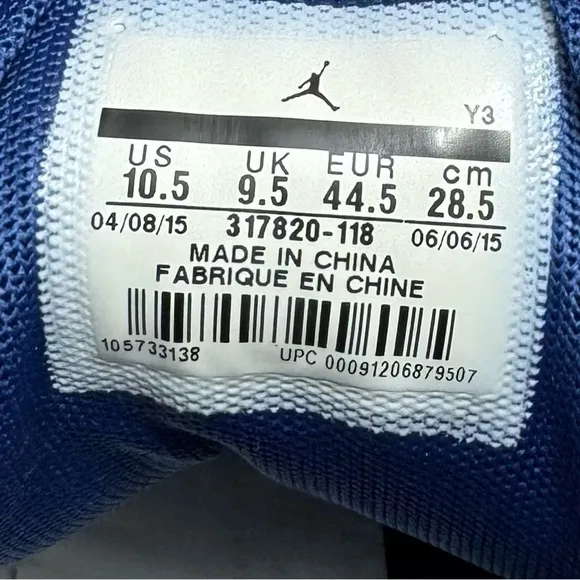 Y3
US UK EUR cm
10.5 9.5 44.5 28.5
04/08/15 317820-118 06/06/15
MADE IN CHINA
FABRIQUE EN CHINE
105733138 UPC 00091206879507